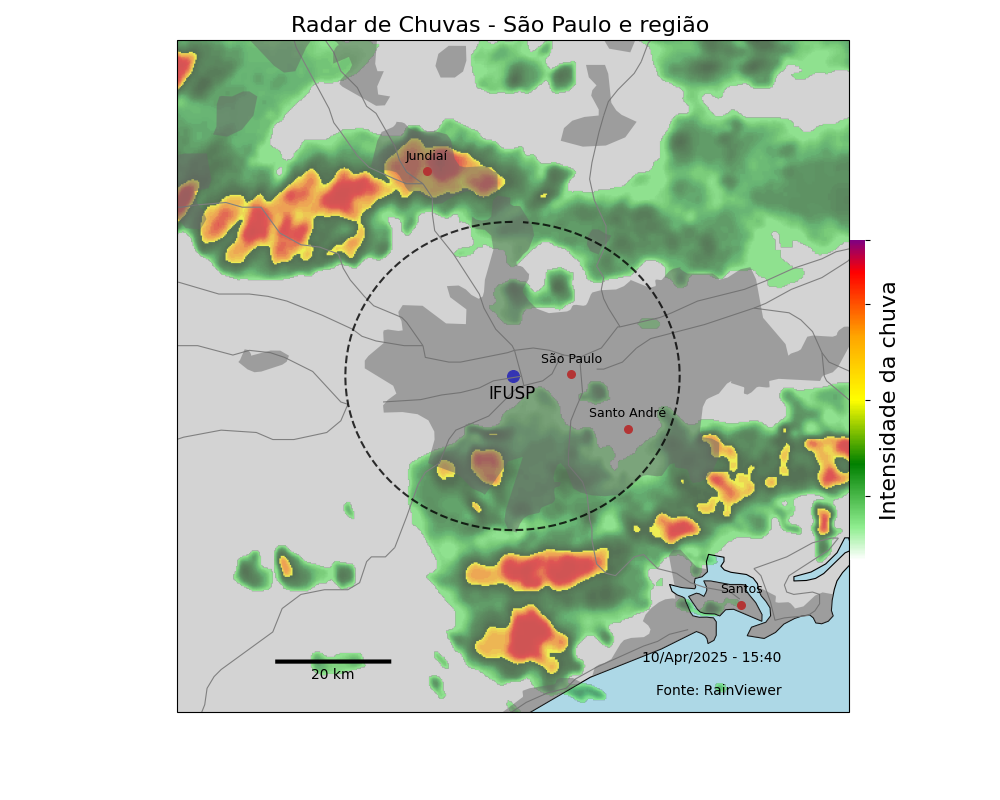 Radar de Chuvas - São Paulo e região
Jundiaí
São Paulo
IFUSP
Santo André
Santos
10/Apr/2025 - 15:40
20 km
Fonte: RainViewer
Intensidade da chuva